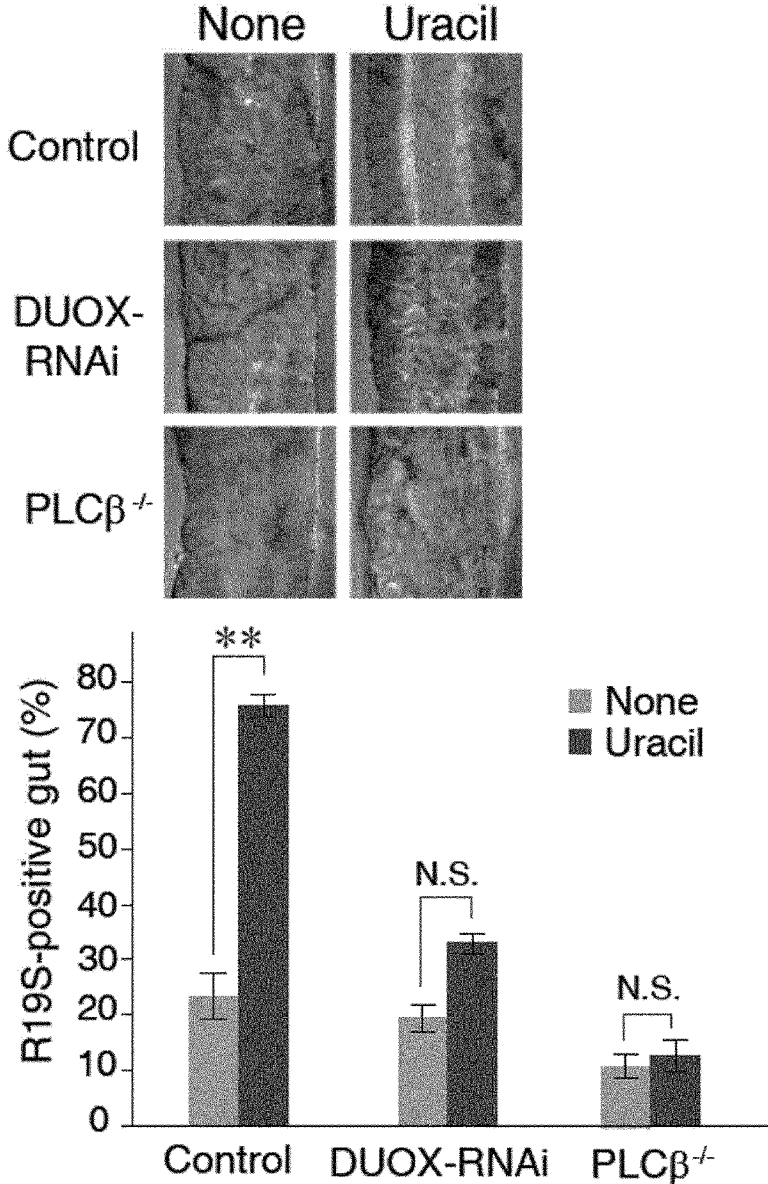 None Uracil
Control
DUOX-
RNAi
PLCβ-/-
**
80
70
60
50
40
30
20
10
0
R19S-positive gut (%)
None
Uracil
N.S.
N.S.
Control DUOX-RNAi PLCβ-/-